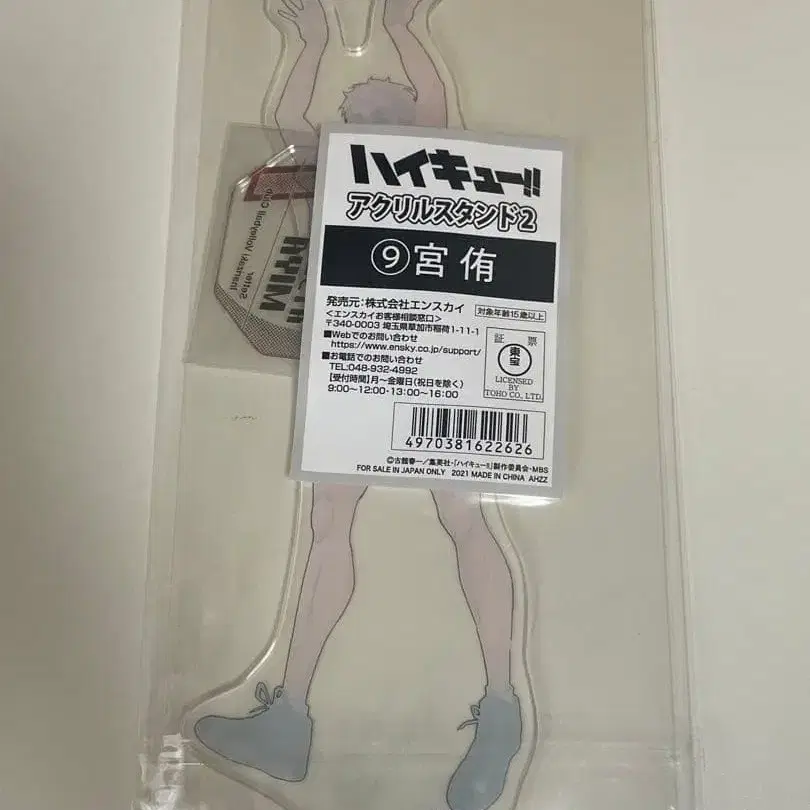 ハイキュー!!
アクリルスタンド2
⑨宮 侑
発売元:株式会社エンスカイ
対象年齢15歳以上
<エンスカイお客様相談窓口>
〒340-0003 埼玉県草加市稲荷1-11-1
■Webでのお問い合わせ
https://www.ensky.co.jp/support/
■お電話でのお問い合わせ
TEL:048-932-4992
【受付時間】月~金曜日(祝日を除く)
9:00~12:00・13:00~16:00
証 票
東宝
LICENSED
BY
TOHO CO., LTD.
4970381622626
©古舘春一/集英社・「ハイキュー!!」製作委員会・MBS
FOR SALE IN JAPAN ONLY 2021 MADE IN CHINA AHZZ
Inarizaki Volleyball Club
Setter
MIYA